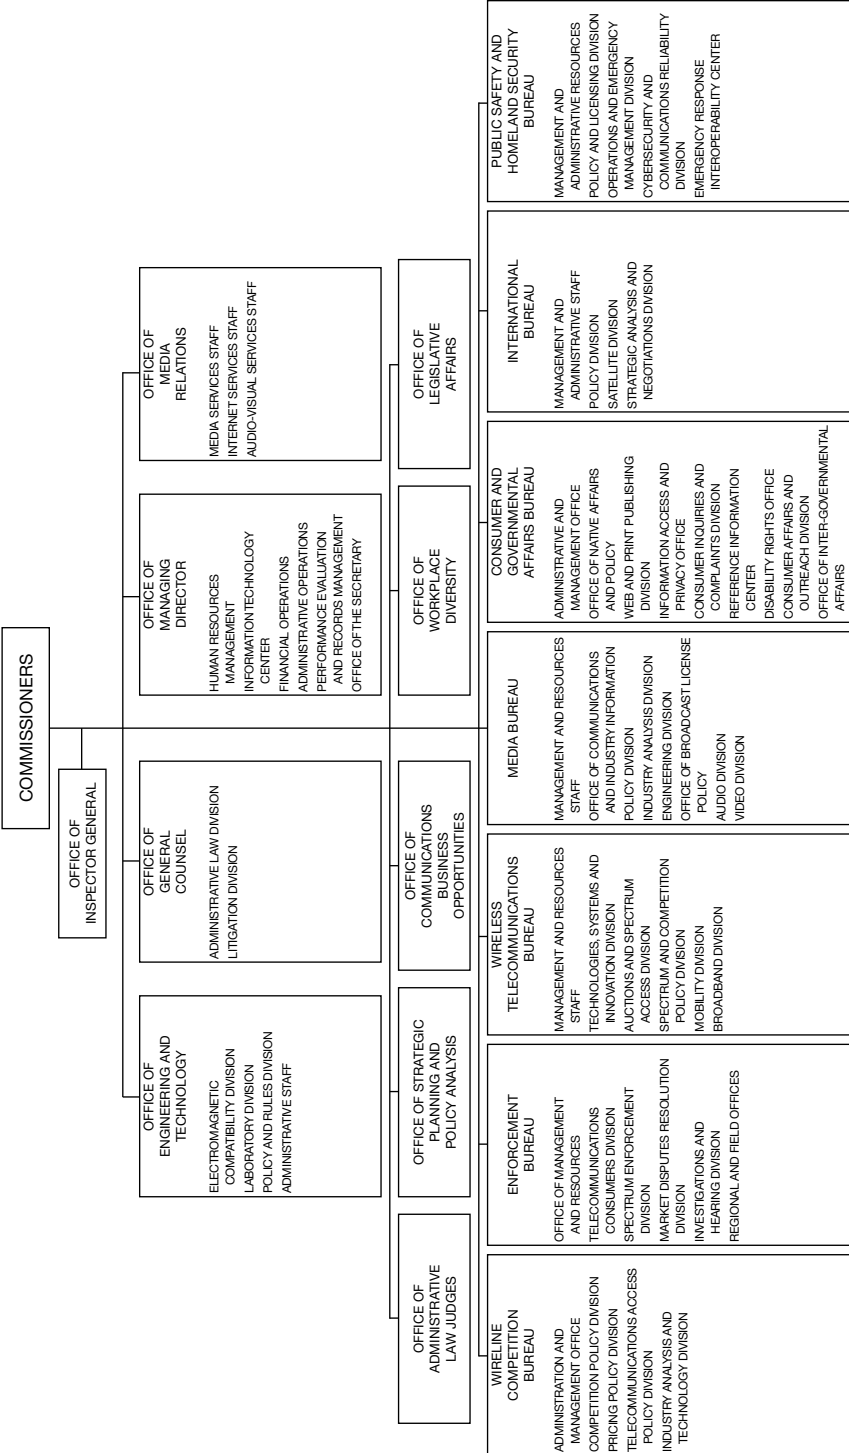 COMMISSIONERS
OFFICE OF
INSPECTOR GENERAL
OFFICE OF
ENGINEERING AND
TECHNOLOGY
ELECTROMAGNETIC
COMPATIBILITY DIVISION
LABORATORY DIVISION
POLICY AND RULES DIVISION
ADMINISTRATIVE STAFF
OFFICE OF
GENERAL
COUNSEL
ADMINISTRATIVE LAW DIVISION
LITIGATION DIVISION
OFFICE OF
MANAGING
DIRECTOR
HUMAN RESOURCES
MANAGEMENT
INFORMATION TECHNOLOGY
CENTER
FINANCIAL OPERATIONS
ADMINISTRATIVE OPERATIONS
PERFORMANCE EVALUATION
AND RECORDS MANAGEMENT
OFFICE OF THE SECRETARY
OFFICE OF
MEDIA
RELATIONS
MEDIA SERVICES STAFF
INTERNET SERVICES STAFF
AUDIO-VISUAL SERVICES STAFF
OFFICE OF
ADMINISTRATIVE
LAW JUDGES
OFFICE OF STRATEGIC
PLANNING AND
POLICY ANALYSIS
OFFICE OF
COMMUNICATIONS
BUSINESS
OPPORTUNITIES
OFFICE OF
WORKPLACE
DIVERSITY
OFFICE OF
LEGISLATIVE
AFFAIRS
WIRELINE
COMPETITION
BUREAU
ADMINISTRATION AND
MANAGEMENT OFFICE
COMPETITION POLICY DIVISION
PRICING POLICY DIVISION
TELECOMMUNICATIONS ACCESS
POLICY DIVISION
INDUSTRY ANALYSIS AND
TECHNOLOGY DIVISION
ENFORCEMENT
BUREAU
OFFICE OF MANAGEMENT
AND RESOURCES
TELECOMMUNICATIONS
CONSUMERS DIVISION
SPECTRUM ENFORCEMENT
DIVISION
MARKET DISPUTES RESOLUTION
DIVISION
INVESTIGATIONS AND
HEARING DIVISION
REGIONAL AND FIELD OFFICES
WIRELESS
TELECOMMUNICATIONS
BUREAU
MANAGEMENT AND RESOURCES
STAFF
TECHNOLOGIES, SYSTEMS AND
INNOVATION DIVISION
AUCTIONS AND SPECTRUM
ACCESS DIVISION
SPECTRUM AND COMPETITION
POLICY DIVISION
MOBILITY DIVISION
BROADBAND DIVISION
MEDIA BUREAU
MANAGEMENT AND RESOURCES
STAFF
OFFICE OF COMMUNICATIONS
AND INDUSTRY INFORMATION
POLICY DIVISION
INDUSTRY ANALYSIS DIVISION
ENGINEERING DIVISION
OFFICE OF BROADCAST LICENSE
POLICY
AUDIO DIVISION
VIDEO DIVISION
CONSUMER AND
GOVERNMENTAL
AFFAIRS BUREAU
ADMINISTRATIVE AND
MANAGEMENT OFFICE
OFFICE OF NATIVE AFFAIRS
AND POLICY
WEB AND PRINT PUBLISHING
DIVISION
INFORMATION ACCESS AND
PRIVACY OFFICE
CONSUMER INQUIRIES AND
COMPLAINTS DIVISION
REFERENCE INFORMATION
CENTER
DISABILITY RIGHTS OFFICE
CONSUMER AFFAIRS AND
OUTREACH DIVISION
OFFICE OF INTER-GOVERNMENTAL
AFFAIRS
INTERNATIONAL
BUREAU
MANAGEMENT AND
ADMINISTRATIVE STAFF
POLICY DIVISION
SATELLITE DIVISION
STRATEGIC ANALYSIS AND
NEGOTIATIONS DIVISION
PUBLIC SAFETY AND
HOMELAND SECURITY
BUREAU
MANAGEMENT AND
ADMINISTRATIVE RESOURCES
POLICY AND LICENSING DIVISION
OPERATIONS AND EMERGENCY
MANAGEMENT DIVISION
CYBERSECURITY AND
COMMUNICATIONS RELIABILITY
DIVISION
EMERGENCY RESPONSE
INTEROPERABILITY CENTER